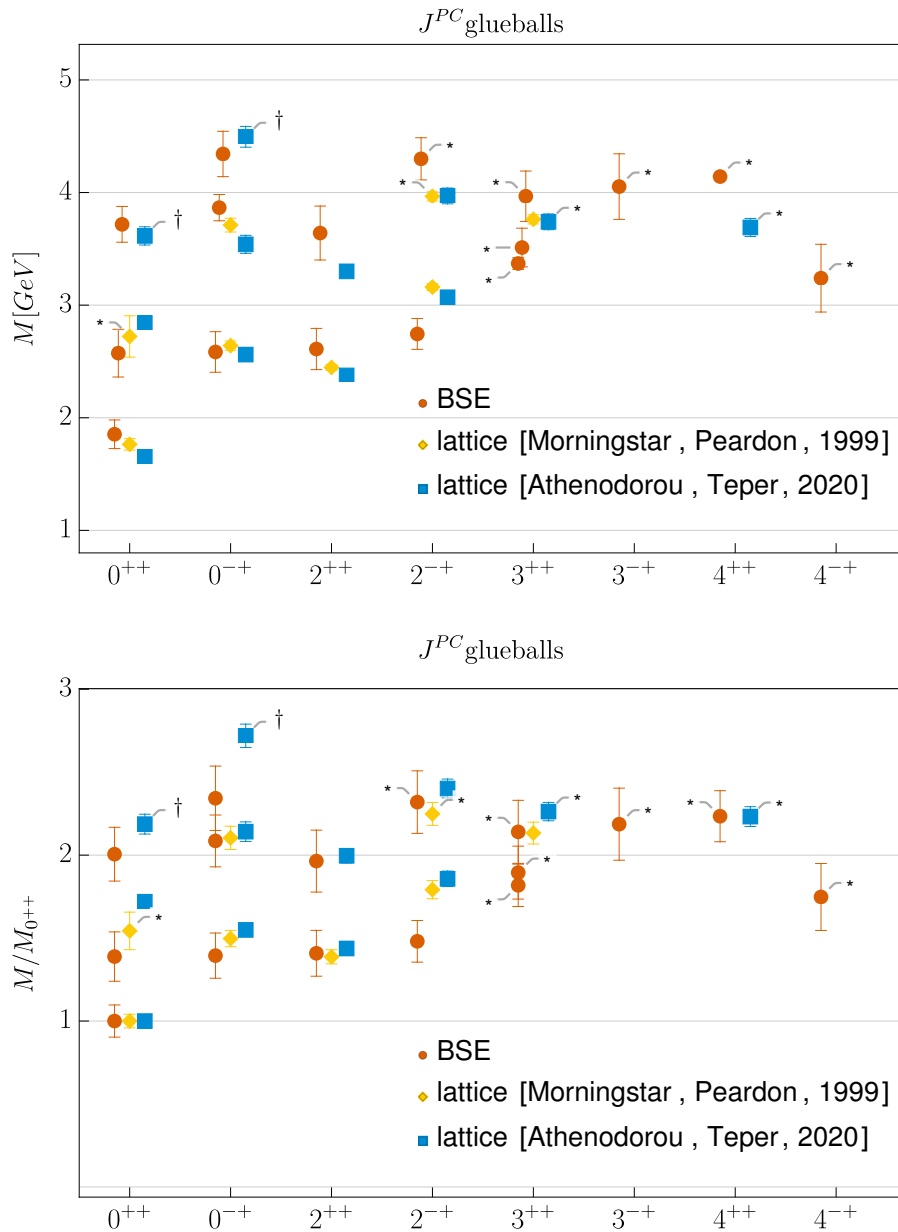 J^{PC} glueballs
5
†
*
*
*
*
*
4
*
†
*
*
*
*
M[GeV]
3
*
*
2
BSE
lattice [Morningstar , Peardon , 1999]
lattice [Athenodorou , Teper , 2020]
1
0^{++} 0^{-+} 2^{++} 2^{-+} 3^{++} 3^{-+} 4^{++} 4^{-+}
J^{PC} glueballs
3
†
†
*
*
*
*
*
*
*
2
*
*
*
*
M/M_{0^{++}}
1
BSE
lattice [Morningstar , Peardon , 1999]
lattice [Athenodorou , Teper , 2020]
0^{++} 0^{-+} 2^{++} 2^{-+} 3^{++} 3^{-+} 4^{++} 4^{-+}